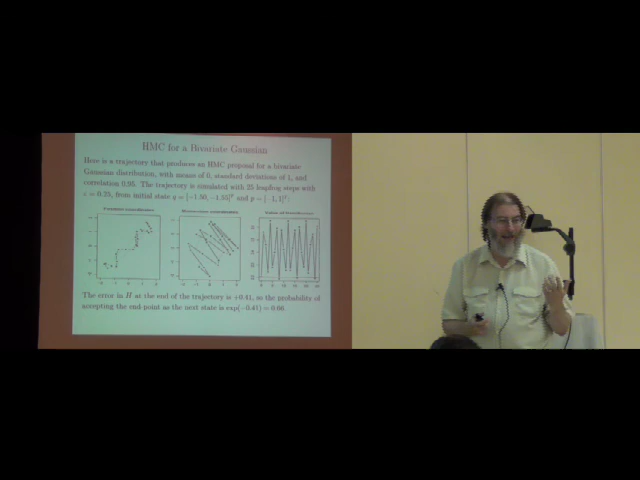 HMC for a Bivariate Gaussian
Here is a trajectory that produces an HMC proposal for a bivariate
Gaussian distribution, with means of 0, standard deviations of 1, and
correlation 0.95. The trajectory is simulated with 25 leapfrog steps with
ε = 0.25, from initial state q = [−1.50, −1.55]ᵀ and p = [−1, 1]ᵀ:
Position coordinates
Momentum coordinates
Value of Hamiltonian
The error in H at the end of the trajectory is +0.41, so the probability of
accepting the end point as the next state is exp(−0.41) = 0.66.